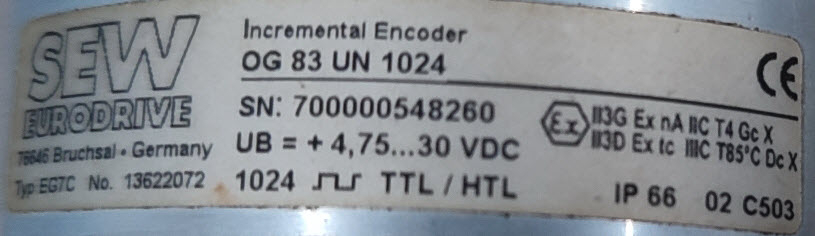 SEW
EURODRIVE
76646 Bruchsal • Germany
Typ EG7C No. 13622072
Incremental Encoder
OG 83 UN 1024
SN: 700000548260
UB = + 4,75...30 VDC
1024 TTL / HTL
CE
Ex II3G Ex nA IIC T4 Gc X
II3D Ex tc IIIC T85°C Dc X
IP 66 02 C503